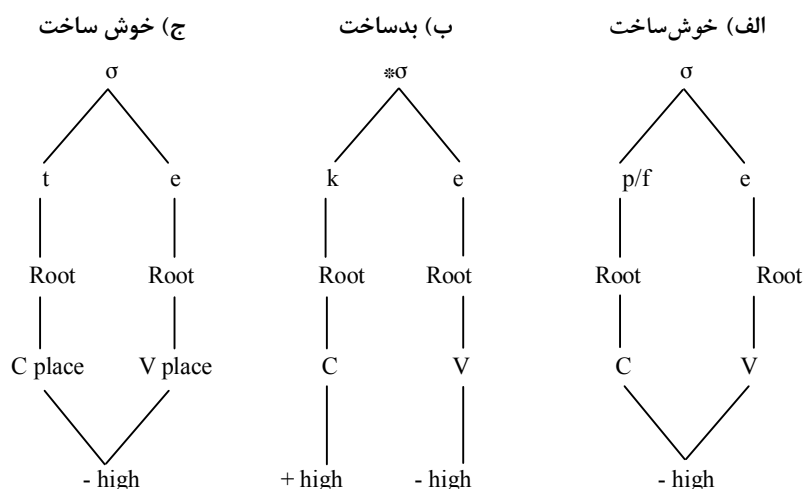 الف) خوش‌ساخت ب) بدساخت ج) خوش ساخت
σ *σ σ
t e k e p/f e
Root Root Root Root Root Root
C place V place C V C V
- high + high - high - high